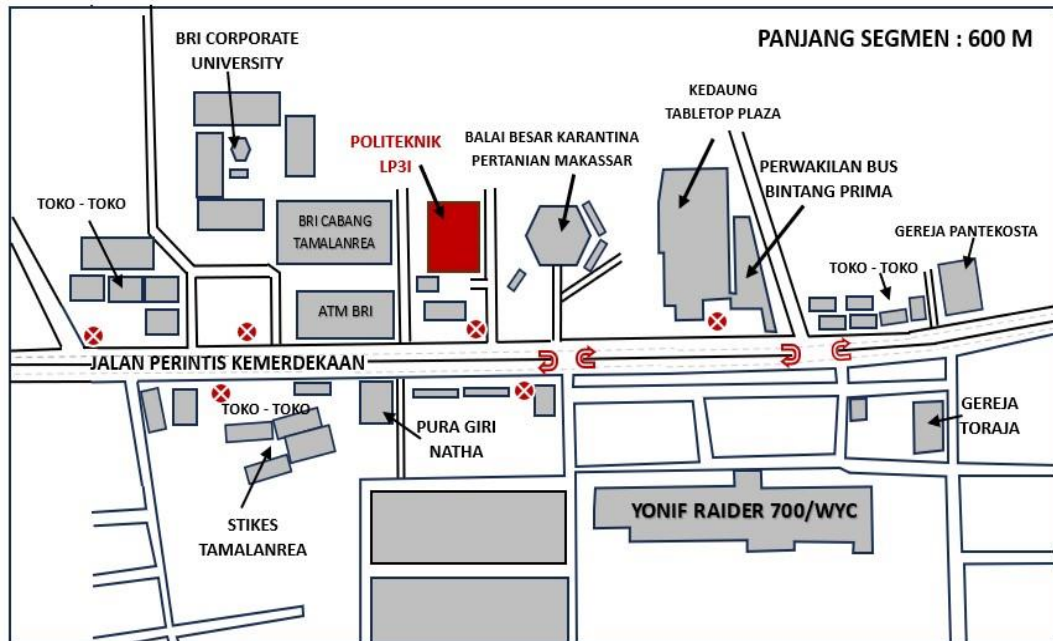 PANJANG SEGMEN : 600 M
BRI CORPORATE
UNIVERSITY
POLITEKNIK
LP3I
BALAI BESAR KARANTINA
PERTANIAN MAKASSAR
KEDAUNG
TABLETOP PLAZA
PERWAKILAN BUS
BINTANG PRIMA
GEREJA PANTEKOSTA
TOKO - TOKO
BRI CABANG
TAMALANREA
TOKO - TOKO
ATM BRI
JALAN PERINTIS KEMERDEKAAN
TOKO - TOKO
PURA GIRI
NATHA
GEREJA
TORAJA
STIKES
TAMALANREA
YONIF RAIDER 700/WYC